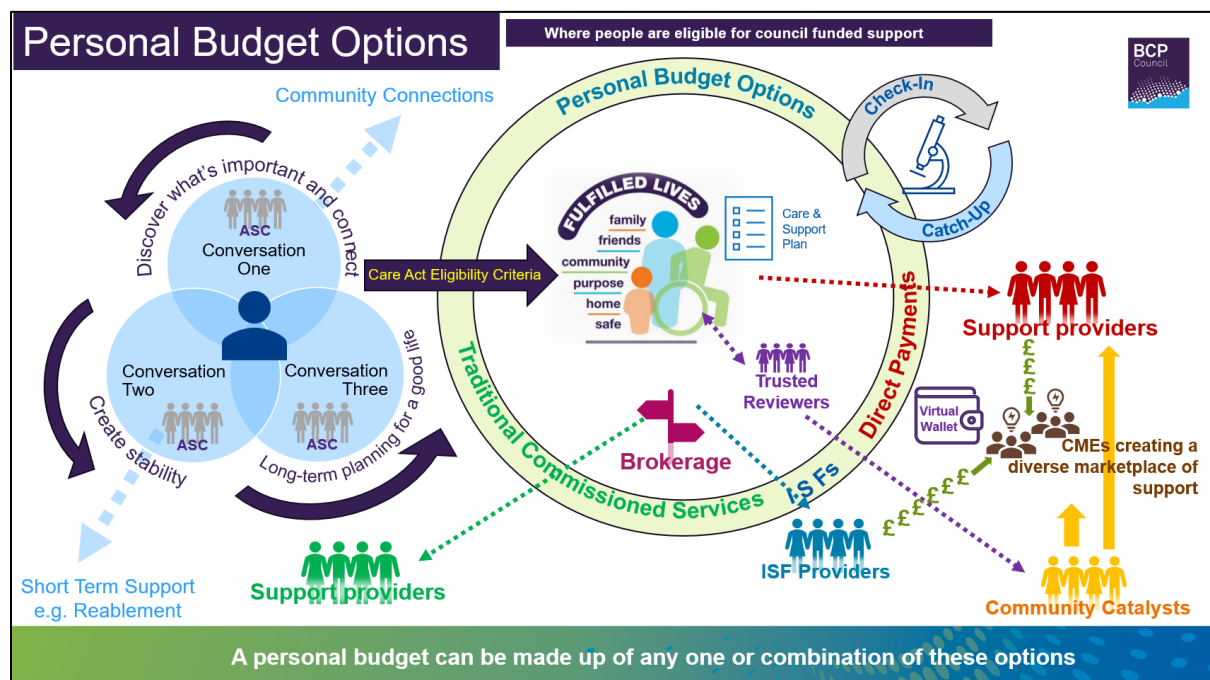 Personal Budget Options
Where people are eligible for council funded support
BCP
Council
Community Connections
Discover what's important and connect
ASC
Conversation
One
Conversation
Two
ASC
Conversation
Three
ASC
Create stability
Long-term planning for a good life
Short Term Support
e.g. Reablement
Care Act Eligibility Criteria
Personal Budget Options
Check-In
Catch-Up
FULFILLED LIVES
family
friends
community
purpose
home
safe
Care &
Support
Plan
Trusted
Reviewers
Brokerage
Traditional Commissioned Services
I S Fs
Direct Payments
Support providers
£
£
£
£
Virtual
Wallet
CMEs creating a
diverse marketplace of
support
£
£
£
£
£
£
Support providers
ISF Providers
Community Catalysts
A personal budget can be made up of any one or combination of these options